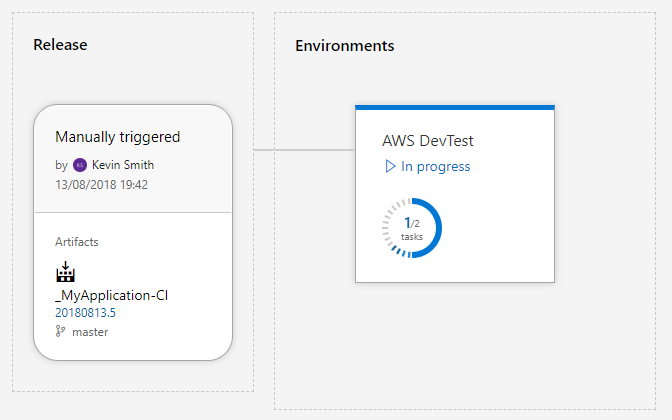 Release
Manually triggered
by KS Kevin Smith
13/08/2018 19:42
Artifacts
_MyApplication-CI
20180813.5
master
Environments
AWS DevTest
In progress
1/2
tasks